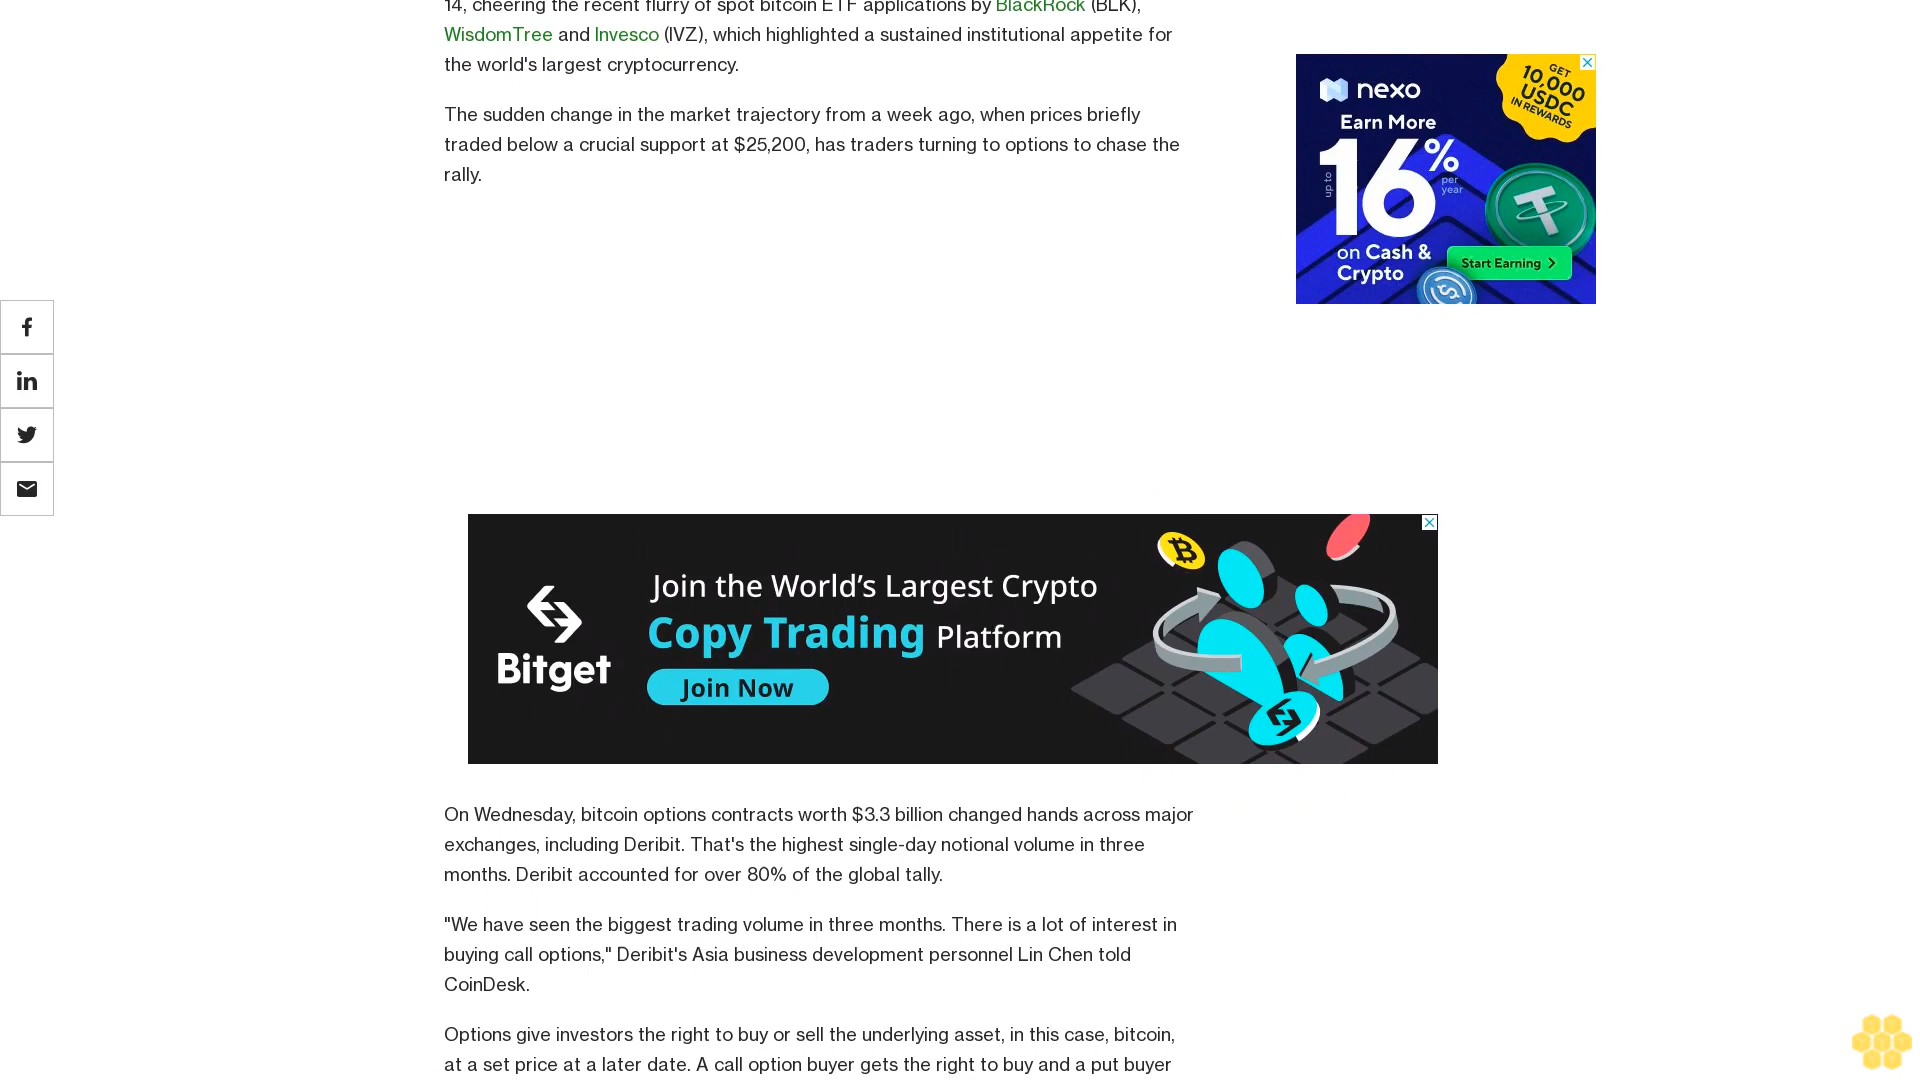 14, cheering the recent flurry of spot bitcoin ETF applications by BlackRock (BLK),
WisdomTree and Invesco (IVZ), which highlighted a sustained institutional appetite for
the world's largest cryptocurrency.
The sudden change in the market trajectory from a week ago, when prices briefly
traded below a crucial support at $25,200, has traders turning to options to chase the
rally.
nexo
GET
10,000
USDC
IN REWARDS
Earn More
up to
16%
per
year
on Cash &
Crypto
Start Earning
Join the World's Largest Crypto
Copy Trading Platform
Bitget
Join Now
On Wednesday, bitcoin options contracts worth $3.3 billion changed hands across major
exchanges, including Deribit. That's the highest single-day notional volume in three
months. Deribit accounted for over 80% of the global tally.
"We have seen the biggest trading volume in three months. There is a lot of interest in
buying call options," Deribit's Asia business development personnel Lin Chen told
CoinDesk.
Options give investors the right to buy or sell the underlying asset, in this case, bitcoin,
at a set price at a later date. A call option buyer gets the right to buy and a put buyer